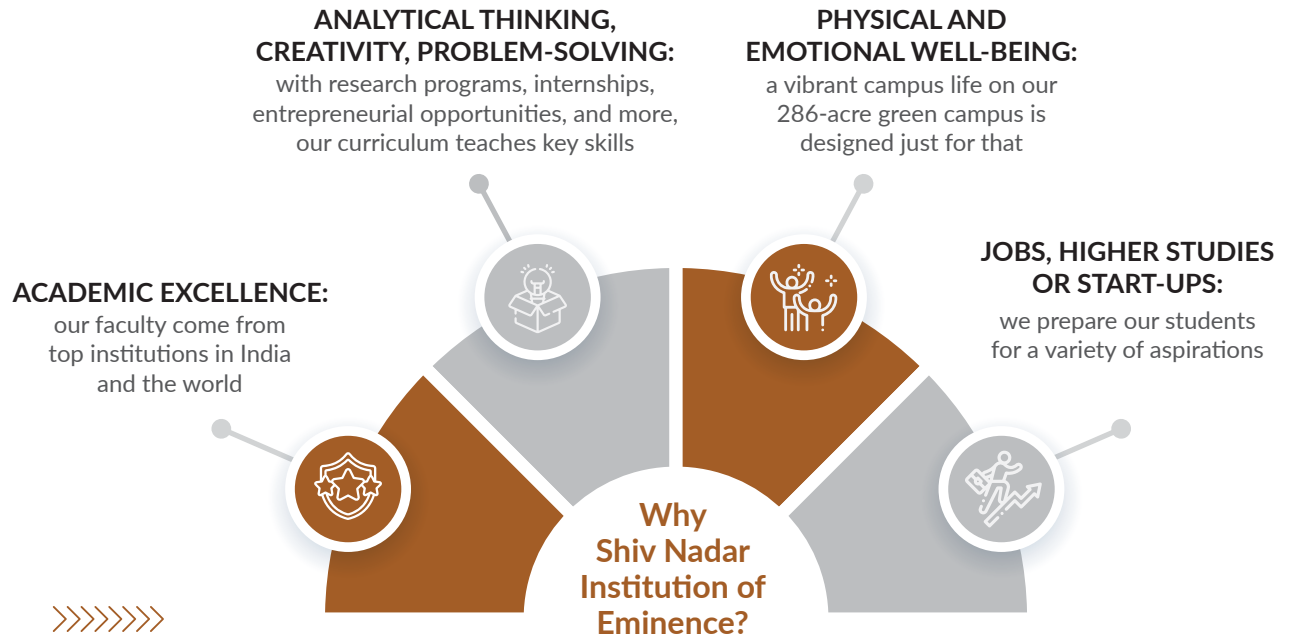 ANALYTICAL THINKING,
CREATIVITY, PROBLEM-SOLVING:
with research programs, internships,
entrepreneurial opportunities, and more,
our curriculum teaches key skills
PHYSICAL AND
EMOTIONAL WELL-BEING:
a vibrant campus life on our
286-acre green campus is
designed just for that
ACADEMIC EXCELLENCE:
our faculty come from
top institutions in India
and the world
JOBS, HIGHER STUDIES
OR START-UPS:
we prepare our students
for a variety of aspirations
Why
Shiv Nadar
Institution of
Eminence?